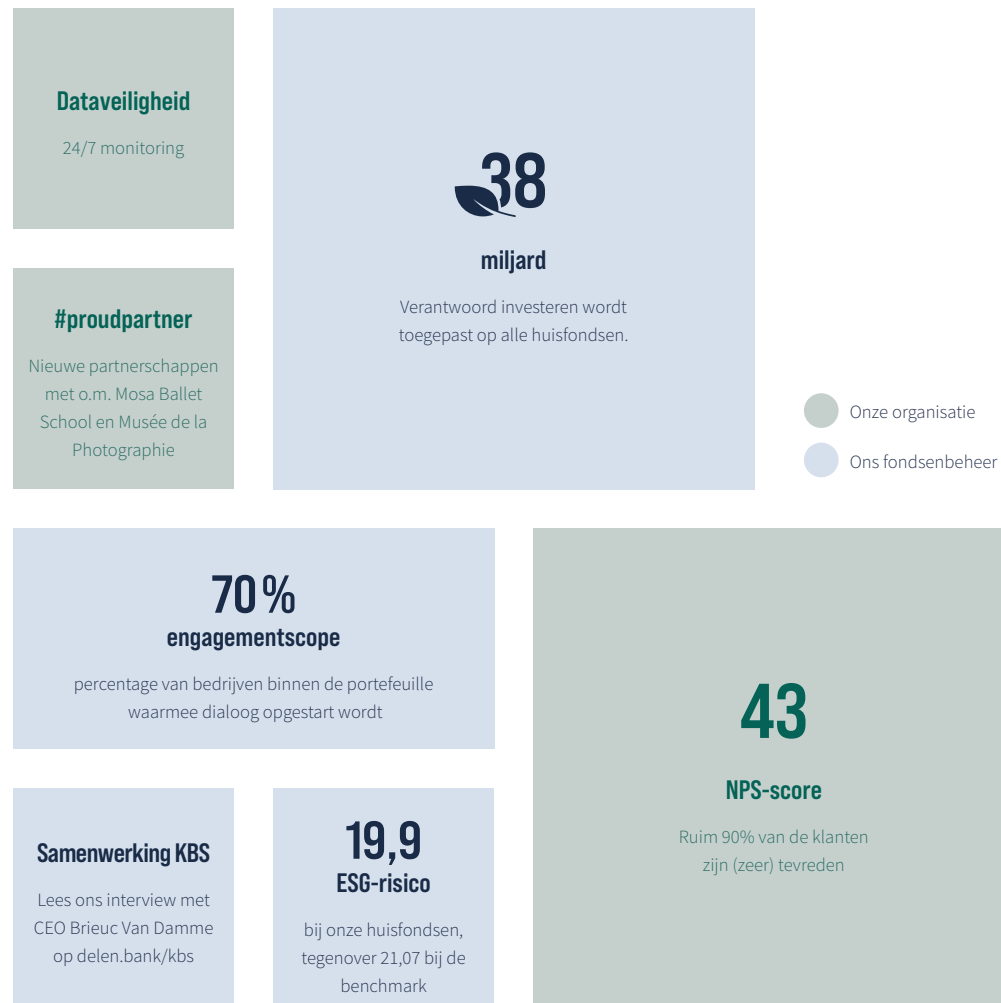 Dataveiligheid
24/7 monitoring
38
miljard
Verantwoord investeren wordt
toegepast op alle huisfondsen.
#proudpartner
Nieuwe partnerschappen
met o.m. Mosa Ballet
School en Musée de la
Photographie
Onze organisatie
Ons fondsenbeheer
70 %
engagementscope
percentage van bedrijven binnen de portefeuille
waarmee dialoog opgestart wordt
43
NPS-score
Ruim 90% van de klanten
zijn (zeer) tevreden
Samenwerking KBS
Lees ons interview met
CEO Brieuc Van Damme
op delen.bank/kbs
19,9
ESG-risico
bij onze huisfondsen,
tegenover 21,07 bij de
benchmark